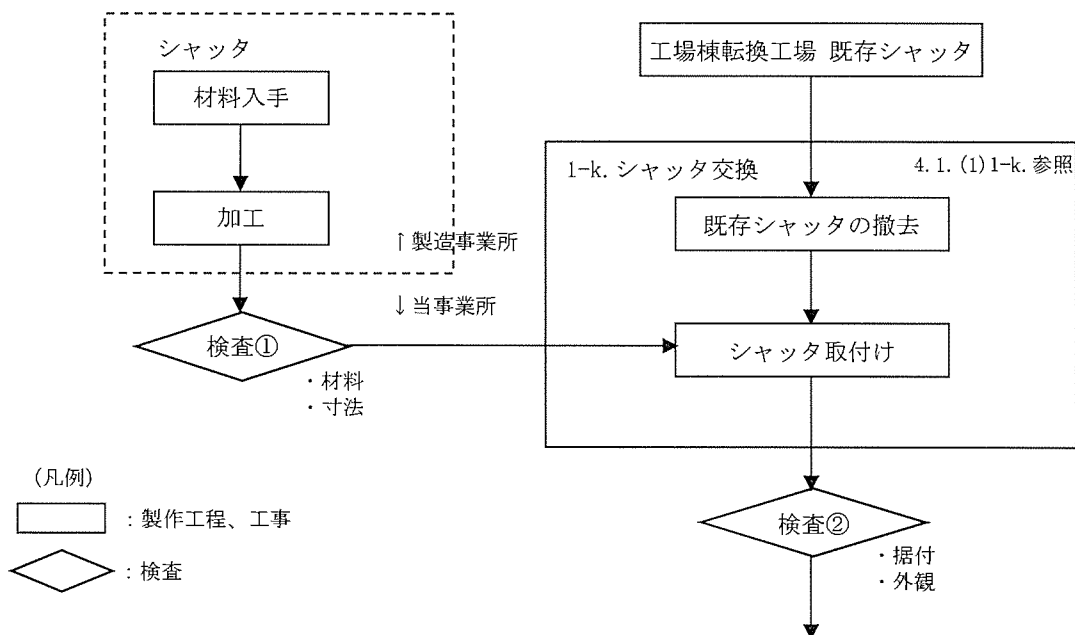 シャッタ
材料入手
加工
↑製造事業所
↓当事業所
検査①
・材料
・寸法
工場棟転換工場 既存シャッタ
1-k.シャッタ交換
4.1.(1)1-k.参照
既存シャッタの撤去
シャッタ取付け
検査②
・据付
・外観
(凡例)
:製作工程、工事
:検査